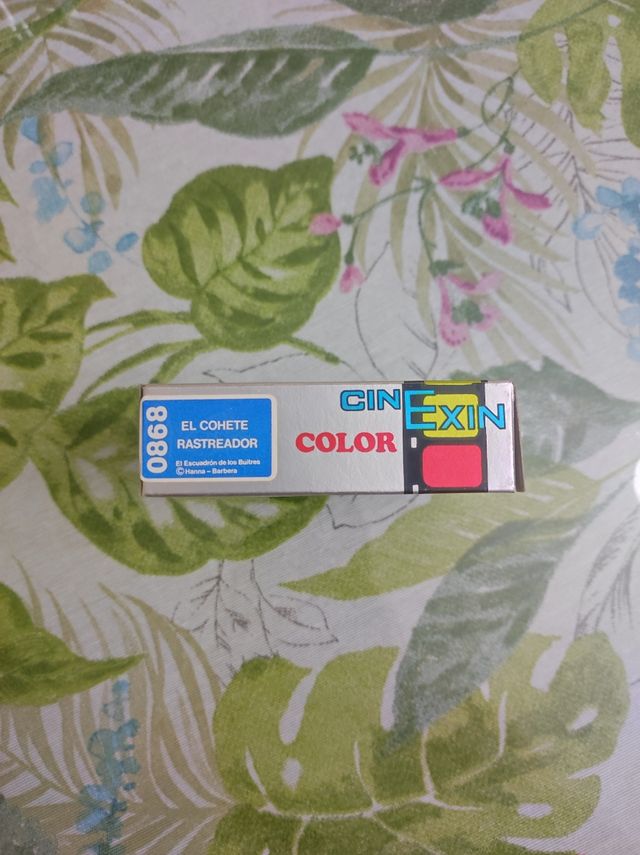 0868
EL COHETE
RASTREADOR
El Escuadrón de los Buitres
© Hanna – Barbera
COLOR
CINEXIN